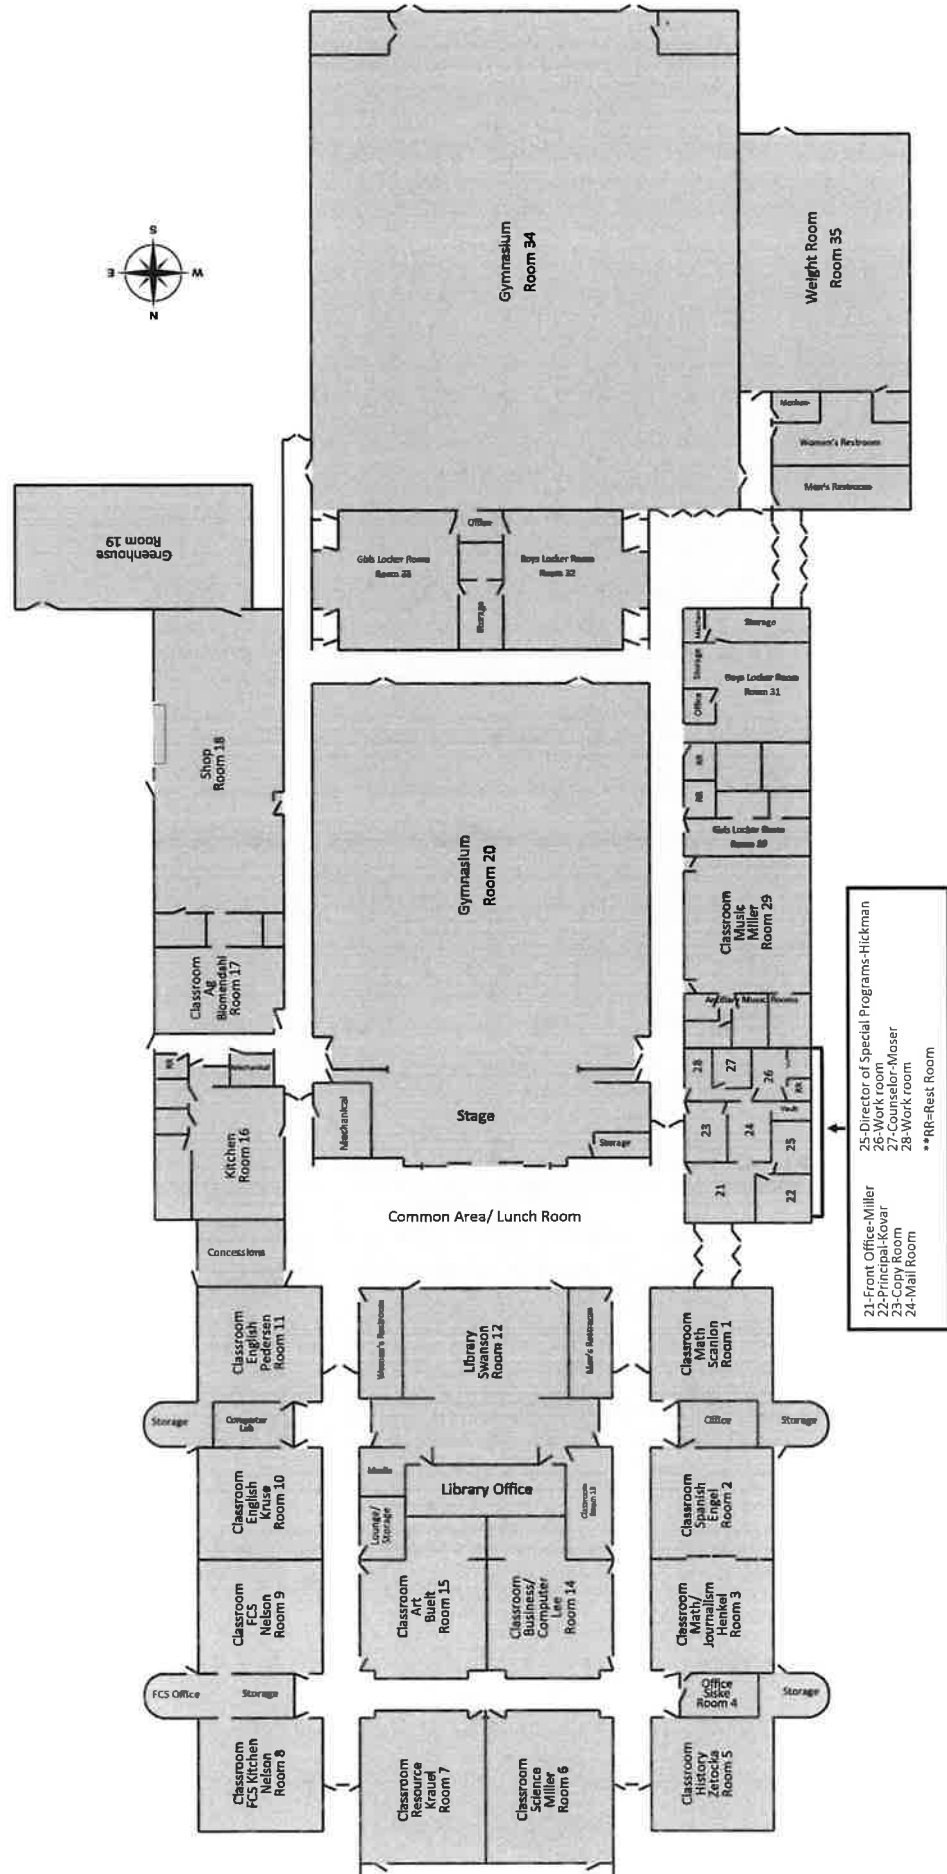 S
E
W
N
Gymnasium
Room 34
Weight Room
Room 35
Mechan-
Women's Restroom
Men's Restroom
Greenhouse
Room 19
Office
Girls Locker Room
Room 33
Boys Locker Room
Room 32
Storage
Shop
Room 18
Mechan-
Storage
Storage
Office
Boys Locker Room
Room 31
RR
RR
Girls Locker Room
Gymnasium
Room 20
Classroom
Music
Miller
Room 29
Ancillary Music Rooms
Classroom
Ag
Blomendahl
Room 17
RR
Mechanical
Kitchen
Room 16
Mechanical
Stage
Storage
28
27
26
RR
Vault
23
24
25
21
22
Common Area/ Lunch Room
Concessions
21-Front Office-Miller
22-Principal-Kovar
23-Copy Room
24-Mail Room
25-Director of Special Programs-Hickman
26-Work room
27-Counselor-Moser
28-Work room
**RR=Rest Room
Classroom
English
Pedersen
Room 11
Women's Restroom
Library
Swanson
Room 12
Men's Restroom
Classroom
Math
Scanlon
Room 1
Storage
Computer
Lab
Office
Storage
Classroom
English
Kruse
Room 10
Media
Lounge/
Storage
Library Office
Classroom
Room 13
Classroom
Spanish
Engel
Room 2
Classroom
FCS
Nelson
Room 9
Classroom
Art
Buelt
Room 15
Classroom
Business/
Computer
Lee
Room 14
Classroom
Math/
Journalism
Henkel
Room 3
FCS Office
Storage
Office
Siske
Room 4
Storage
Classroom
FCS Kitchen
Nelson
Room 8
Classroom
Resource
Krauel
Room 7
Classroom
Science
Miller
Room 6
Classroom
History
Zetocka
Room 5